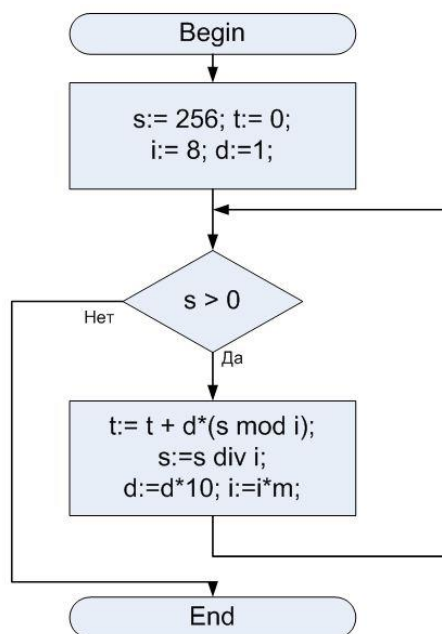 Begin
s:= 256; t:= 0;
i:= 8; d:=1;
s > 0
Нет
Да
t:= t + d*(s mod i);
s:=s div i;
d:=d*10; i:=i*m;
End